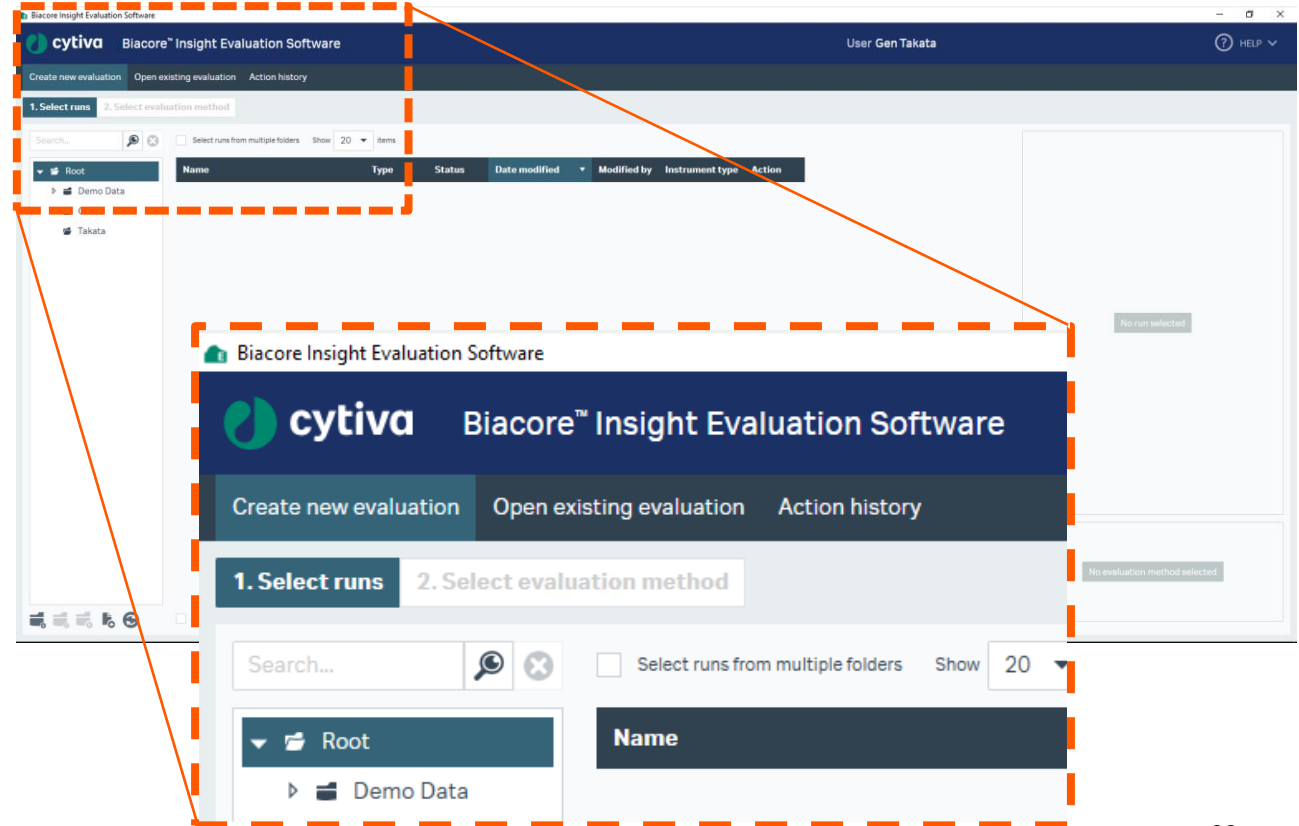 Biacore Insight Evaluation Software
cytiva Biacore™ Insight Evaluation Software User Gen Takata HELP
Create new evaluation Open existing evaluation Action history
1. Select runs 2. Select evaluation method
Search... Select runs from multiple folders Show 20 items
Root Name Type Status Date modified Modified by Instrument type Action
Demo Data
Takata
No run selected
Biacore Insight Evaluation Software
cytiva Biacore™ Insight Evaluation Software
Create new evaluation Open existing evaluation Action history
1. Select runs 2. Select evaluation method
No evaluation method selected
Search... Select runs from multiple folders Show 20
Root Name
Demo Data